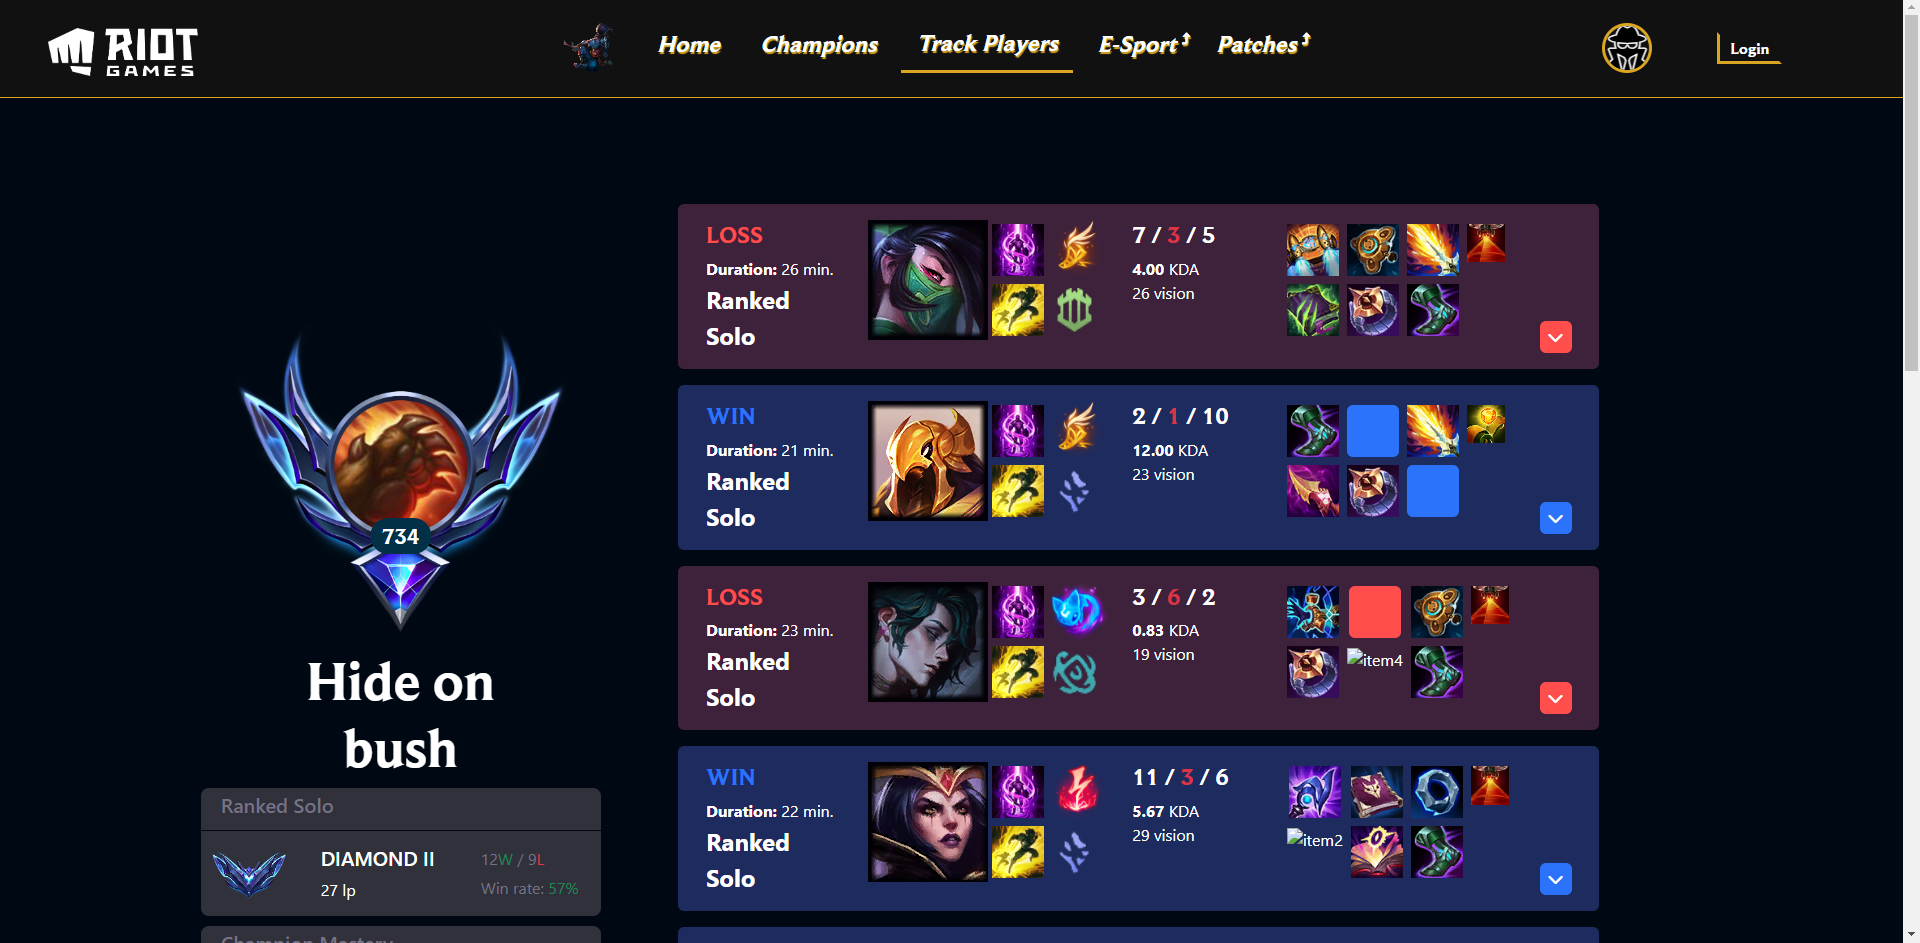 RIOT
GAMES
Home
Champions
Track Players
E-Sport
Patches
Login
734
Hide on
bush
Ranked Solo
DIAMOND II
27 lp
12W / 9L
Win rate: 57%
Champion Mastery
LOSS
Duration: 26 min.
Ranked
Solo
7 / 3 / 5
4.00 KDA
26 vision
WIN
Duration: 21 min.
Ranked
Solo
2 / 1 / 10
12.00 KDA
23 vision
LOSS
Duration: 23 min.
Ranked
Solo
3 / 6 / 2
0.83 KDA
19 vision
item4
WIN
Duration: 22 min.
Ranked
Solo
11 / 3 / 6
5.67 KDA
29 vision
item2